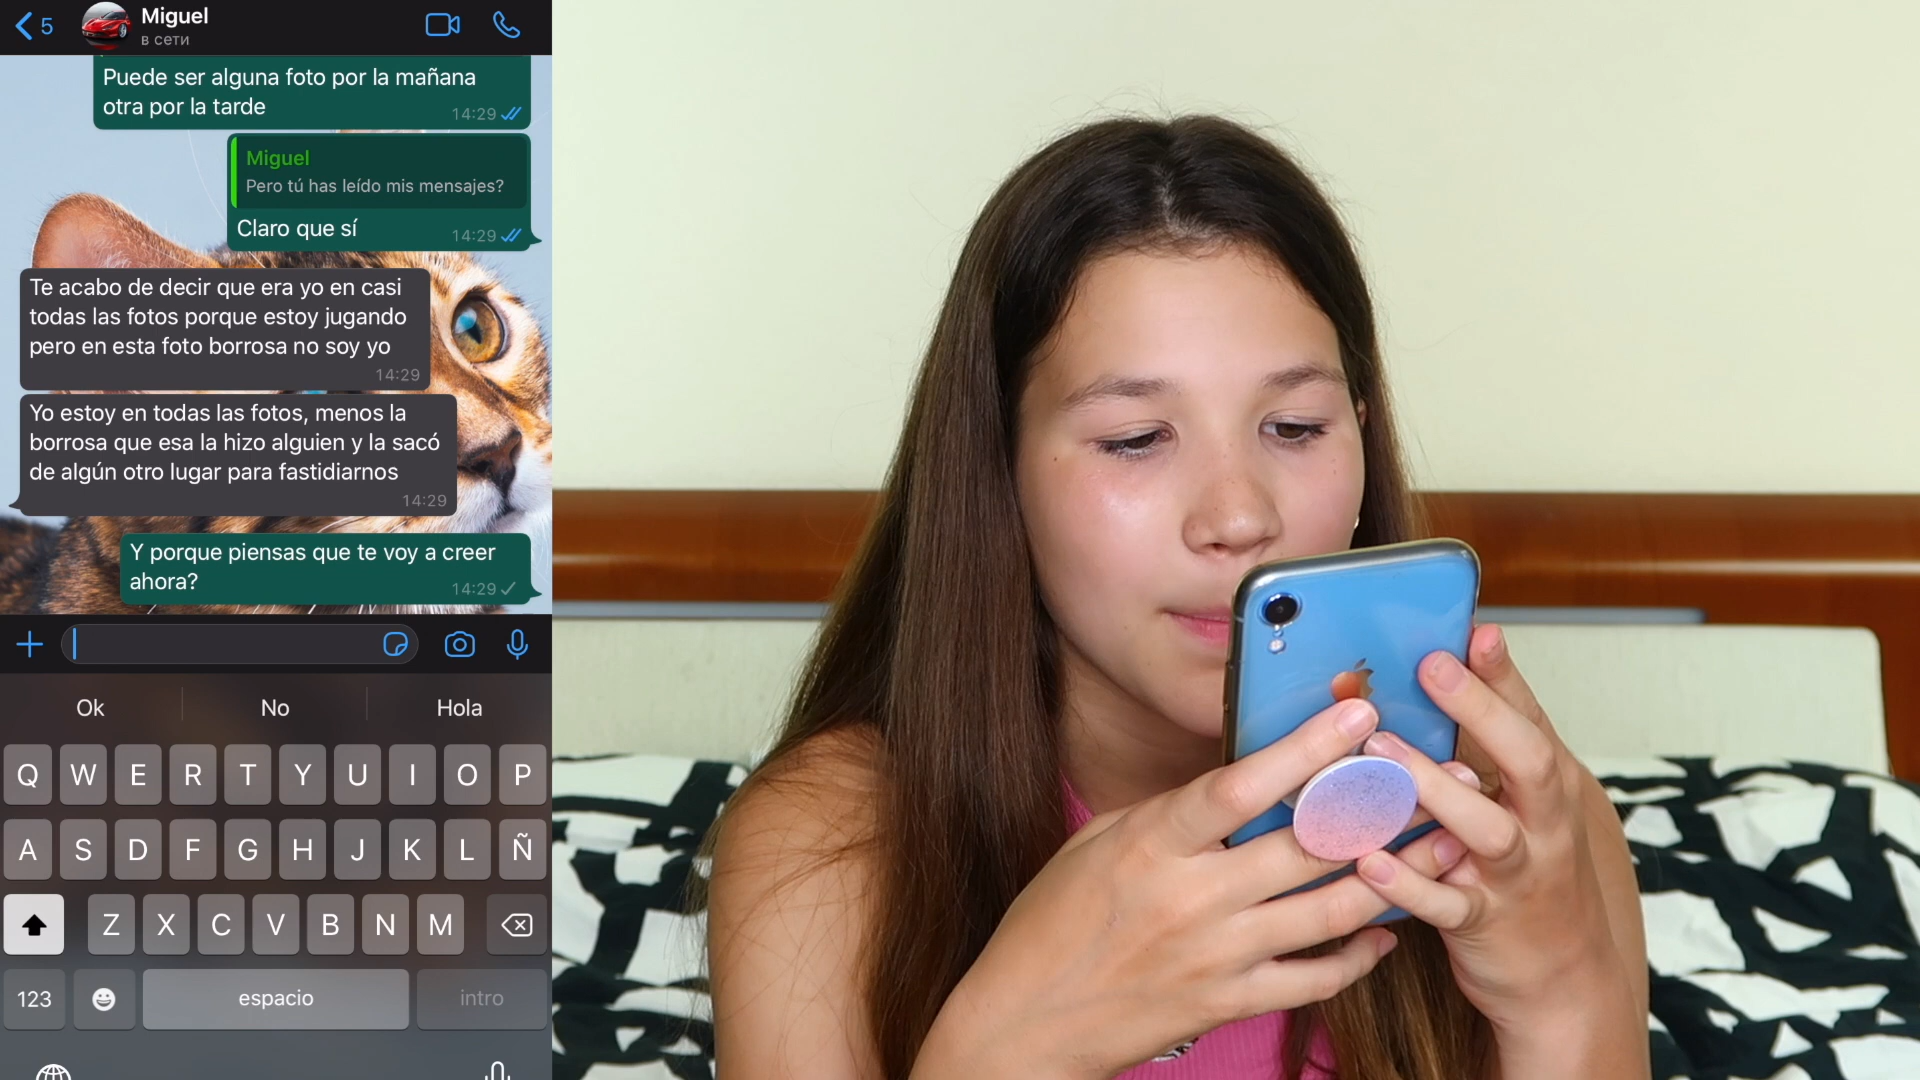 5
Miguel
в сети
Puede ser alguna foto por la mañana
otra por la tarde
14:29
Miguel
Pero tú has leído mis mensajes?
Claro que sí
14:29
Te acabo de decir que era yo en casi
todas las fotos porque estoy jugando
pero en esta foto borrosa no soy yo
14:29
Yo estoy en todas las fotos, menos la
borrosa que esa la hizo alguien y la sacó
de algún otro lugar para fastidiarnos
14:29
Y porque piensas que te voy a creer
ahora?
14:29
Ok No Hola
Q W E R T Y U I O P
A S D F G H J K L Ñ
Z X C V B N M
123 espacio intro